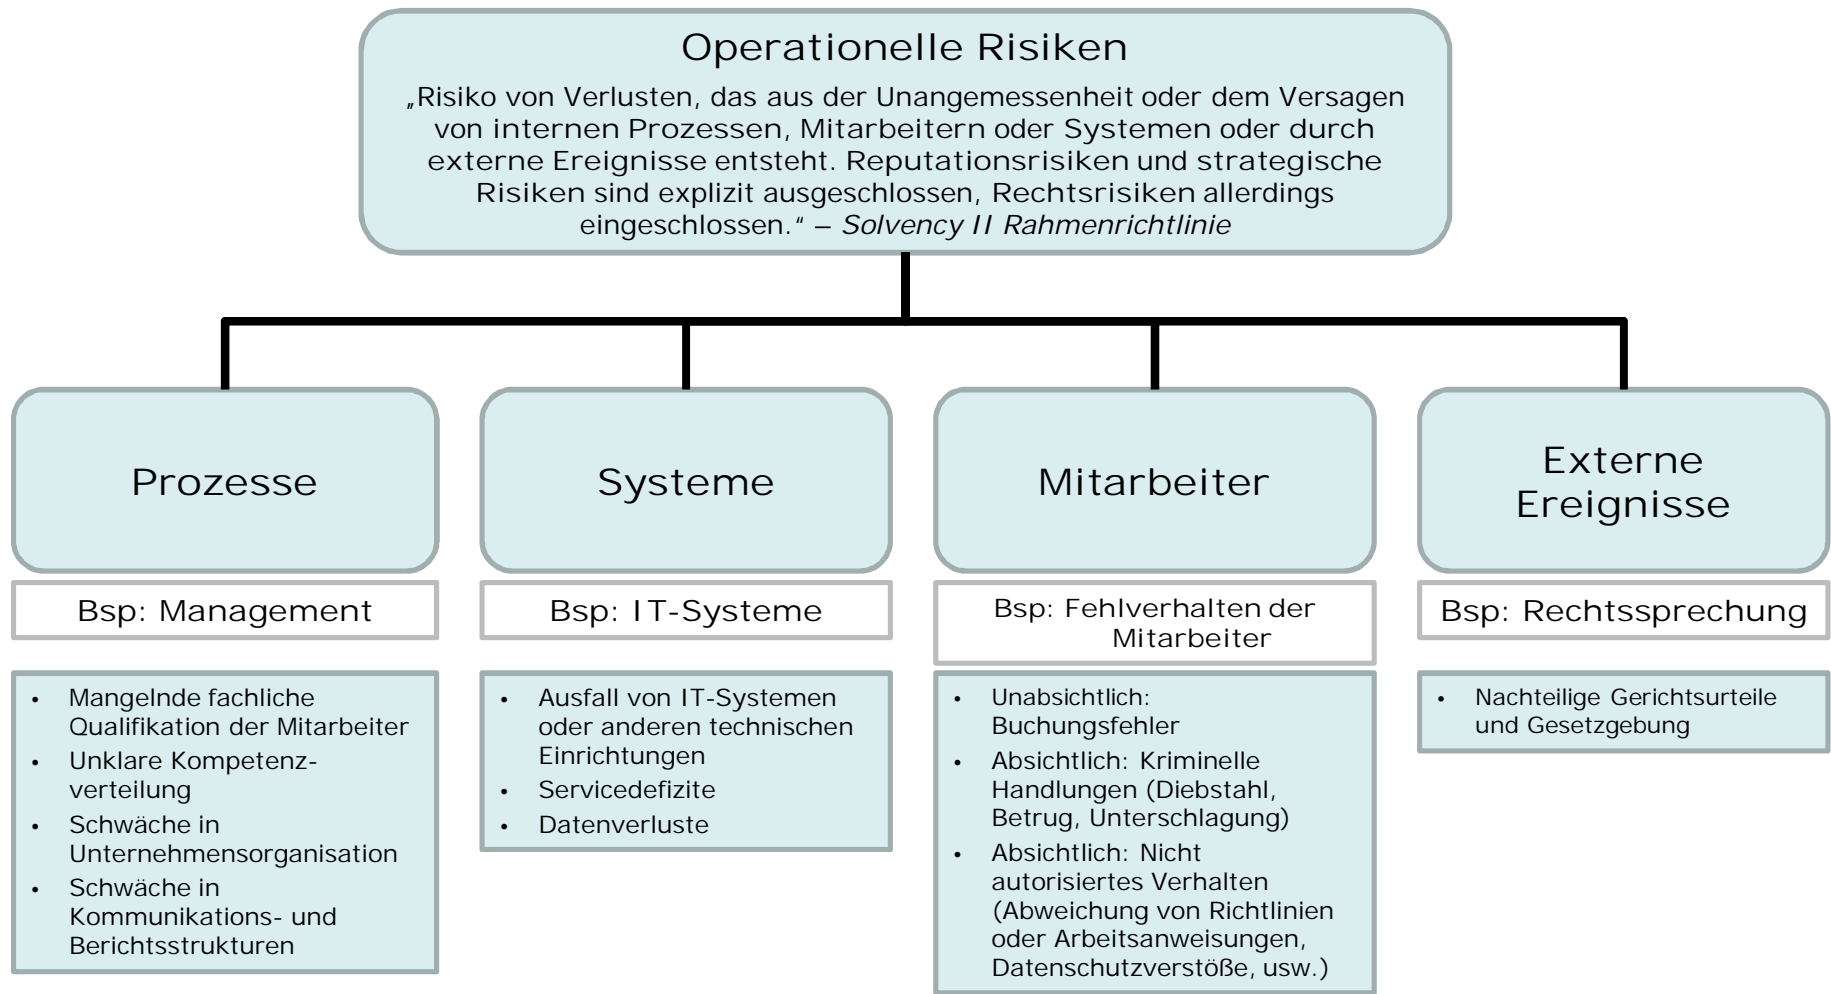 Operationelle Risiken
„Risiko von Verlusten, das aus der Unangemessenheit oder dem Versagen
von internen Prozessen, Mitarbeitern oder Systemen oder durch
externe Ereignisse entsteht. Reputationsrisiken und strategische
Risiken sind explizit ausgeschlossen, Rechtsrisiken allerdings
eingeschlossen.“ – Solvency II Rahmenrichtlinie
Prozesse
Bsp: Management
• Mangelnde fachliche
Qualifikation der Mitarbeiter
• Unklare Kompetenz-
verteilung
• Schwäche in
Unternehmensorganisation
• Schwäche in
Kommunikations- und
Berichtsstrukturen
Systeme
Bsp: IT-Systeme
• Ausfall von IT-Systemen
oder anderen technischen
Einrichtungen
• Servicedefizite
• Datenverluste
Mitarbeiter
Bsp: Fehlverhalten der
Mitarbeiter
• Unabsichtlich:
Buchungsfehler
• Absichtlich: Kriminelle
Handlungen (Diebstahl,
Betrug, Unterschlagung)
• Absichtlich: Nicht
autorisiertes Verhalten
(Abweichung von Richtlinien
oder Arbeitsanweisungen,
Datenschutzverstöße, usw.)
Externe
Ereignisse
Bsp: Rechtssprechung
• Nachteilige Gerichtsurteile
und Gesetzgebung